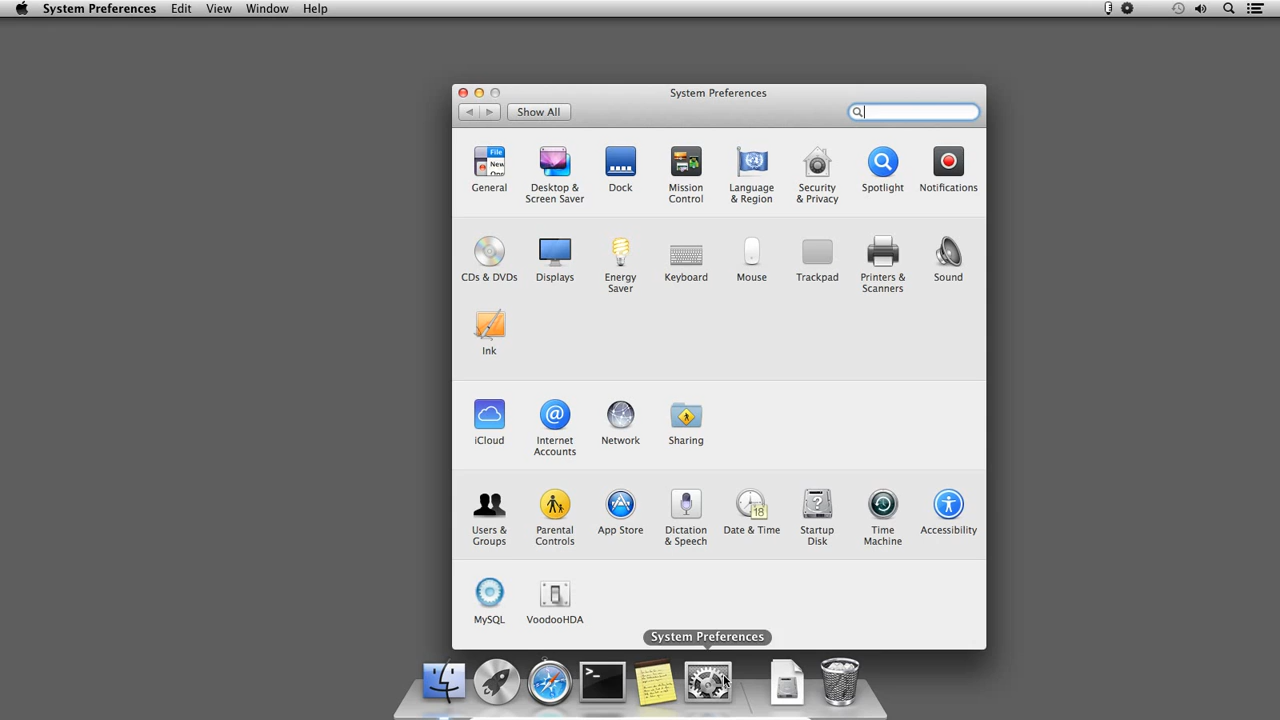 System Preferences Edit View Window Help
System Preferences
Show All
File
New
General
Desktop &
Screen Saver
Dock
Mission
Control
Language
& Region
Security
& Privacy
Spotlight
Notifications
CDs & DVDs
Displays
Energy
Saver
Keyboard
Mouse
Trackpad
Printers &
Scanners
Sound
Ink
iCloud
@
Internet
Accounts
Network
Sharing
Users &
Groups
Parental
Controls
App Store
Dictation
& Speech
18
Date & Time
?
Startup
Disk
Time
Machine
Accessibility
MySQL
VoodooHDA
System Preferences
>_